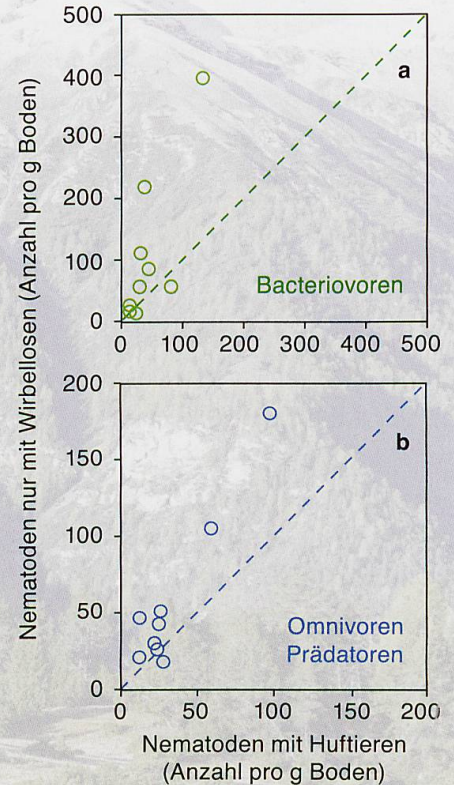 Nematoden nur mit Wirbellosen (Anzahl pro g Boden)
500
400
300
200
100
0
a
Bacteriovoren
0 100 200 300 400 500
200
150
100
50
0
b
Omnivoren
Prädatoren
0 50 100 150 200
Nematoden mit Huftieren
(Anzahl pro g Boden)